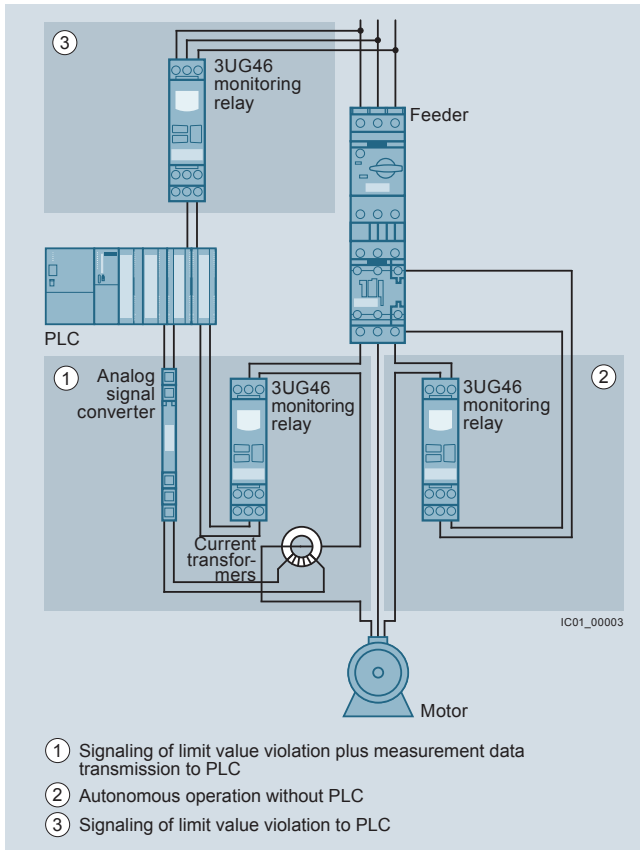 3
3UG46
monitoring
relay
Feeder
PLC
1
Analog
signal
converter
3UG46
monitoring
relay
3UG46
monitoring
relay
2
Current
transfor-
mers
IC01_00003
Motor
1 Signaling of limit value violation plus measurement data
transmission to PLC
2 Autonomous operation without PLC
3 Signaling of limit value violation to PLC